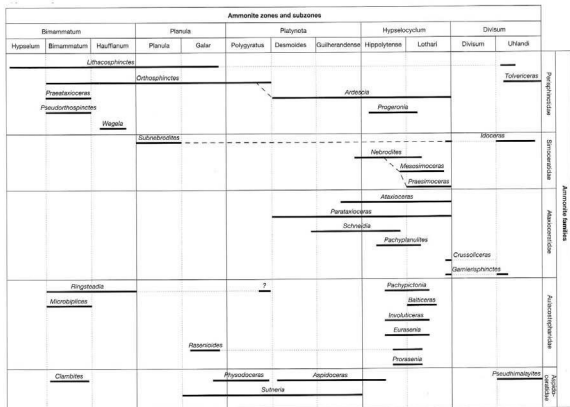 Ammonite zones and subzones
Bimammatum Planula Platynota Hypselocyclum Divisum
Hypselum Bimammatum Hauffianum Planula Galar Polygyratus Desmoides Guilherandense Hippolytense Lothari Divisum Uhlandi
Lithacosphinctes
Orthosphinctes
Tolvericeras
Praeataxioceras
Ardescia
Pseudorthosphinctes
Progeronia
Wegela
Perisphinctidae
Subnebrodites
Idoceras
Nebrodites
Mesosimoceras
Praesimoceras
Simoceratidae
Ataxioceras
Parataxioceras
Schneidia
Pachyplanulites
Crussoliceras
Garnierisphinctes
Ataxioceratidae
Ammonite families
Ringsteadia ? Pachypictonia
Microbiplices Balticeras
Involuticeras
Eurasenia
Rasenioides
Prorasenia
Aulacostephanidae
Clambites Physodoceras Aspidoceras Pseudhimalayites
Sutneria
Aspido-
ceratidae